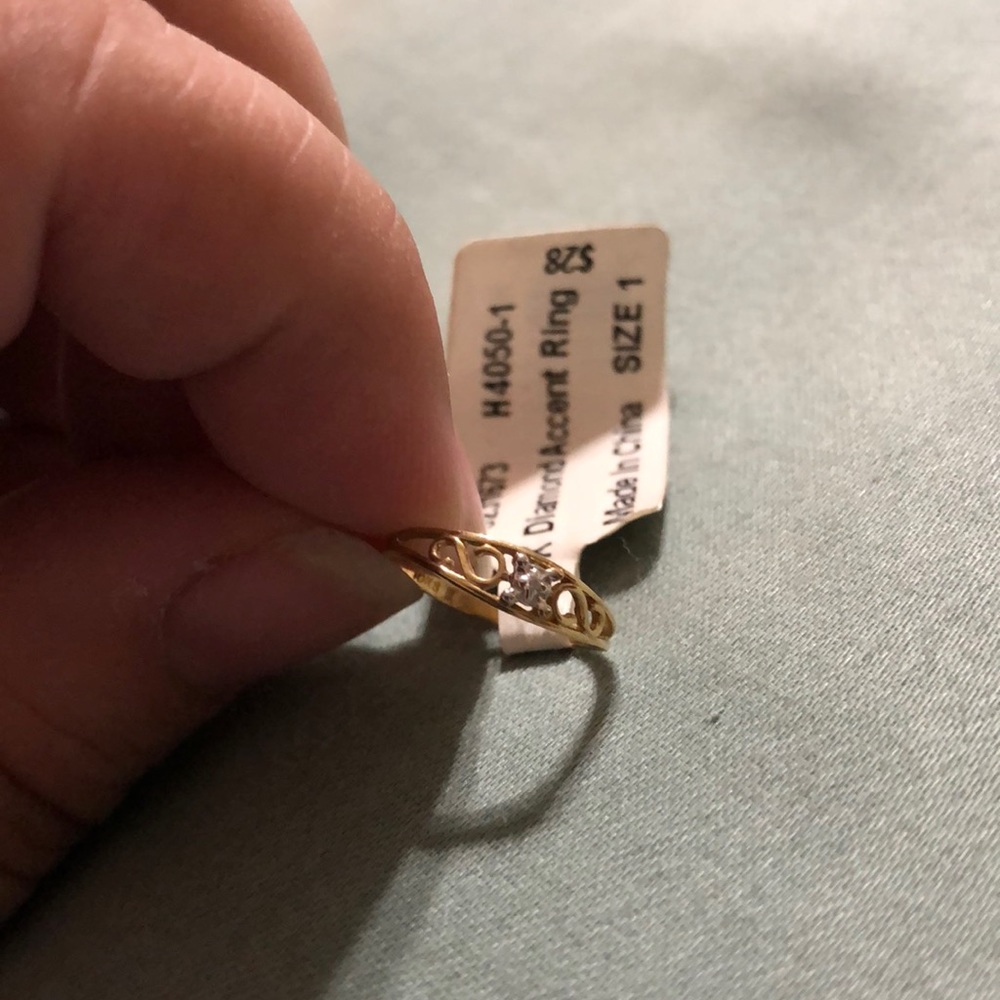 H4050-1
Diamond Accent Ring
Made In China SIZE 1
$28